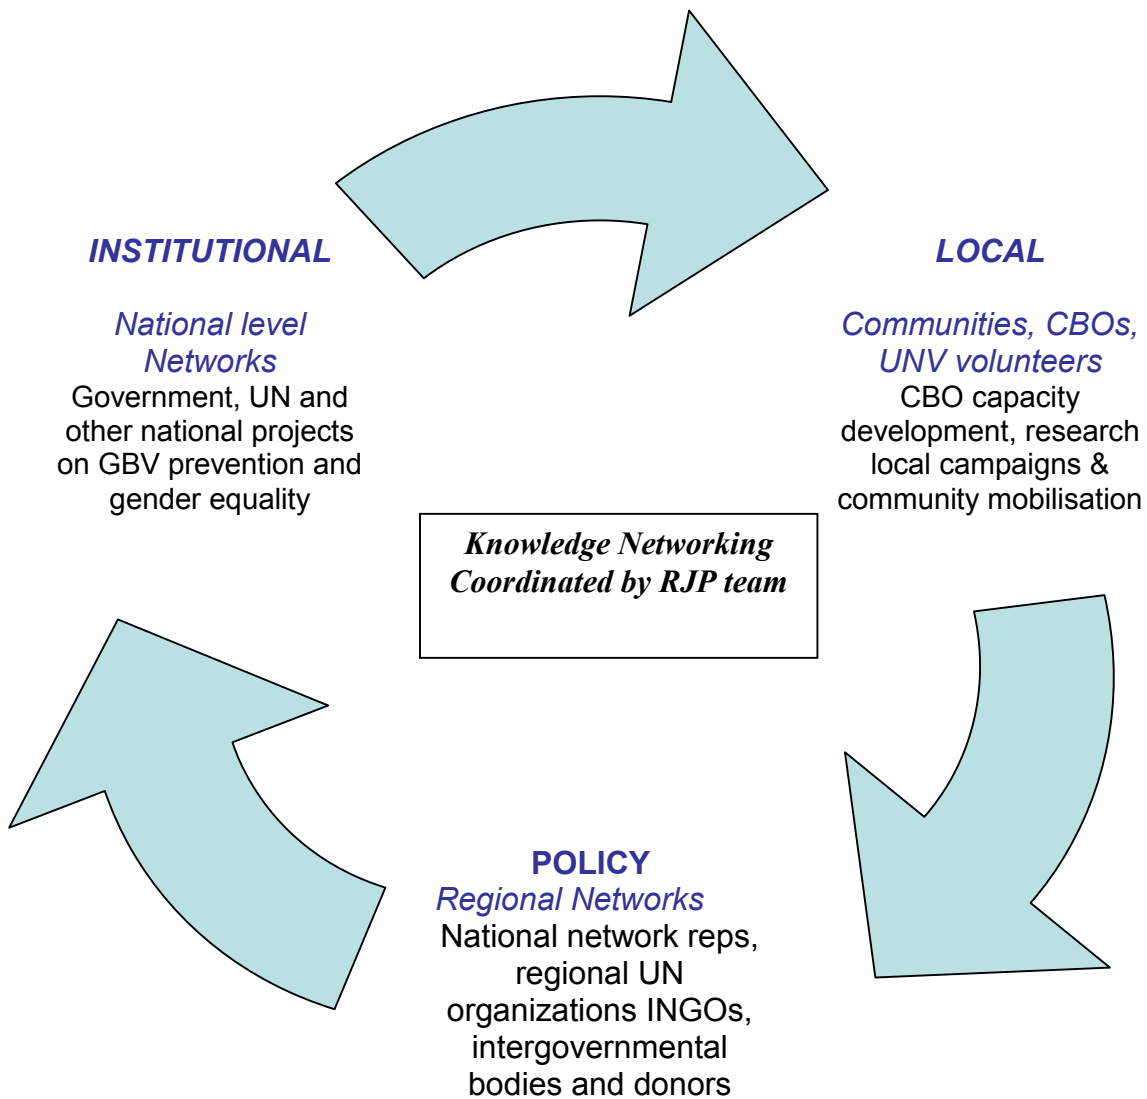 INSTITUTIONAL
National level
Networks
Government, UN and
other national projects
on GBV prevention and
gender equality
LOCAL
Communities, CBOs,
UNV volunteers
CBO capacity
development, research
local campaigns &
community mobilisation
Knowledge Networking
Coordinated by RJP team
POLICY
Regional Networks
National network reps,
regional UN
organizations INGOs,
intergovernmental
bodies and donors